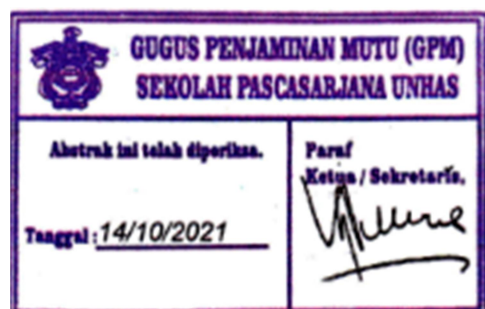 GUGUS PENJAMINAN MUTU (GPM)
SEKOLAH PASCASARJANA UNHAS
Abstrak ini telah diperiksa.
Tanggal : 14/10/2021
Paraf
Ketua / Sekretaris,